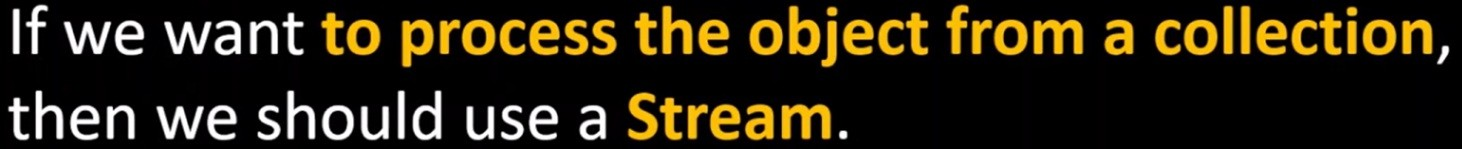 If we want to process the object from a collection,
then we should use a Stream.